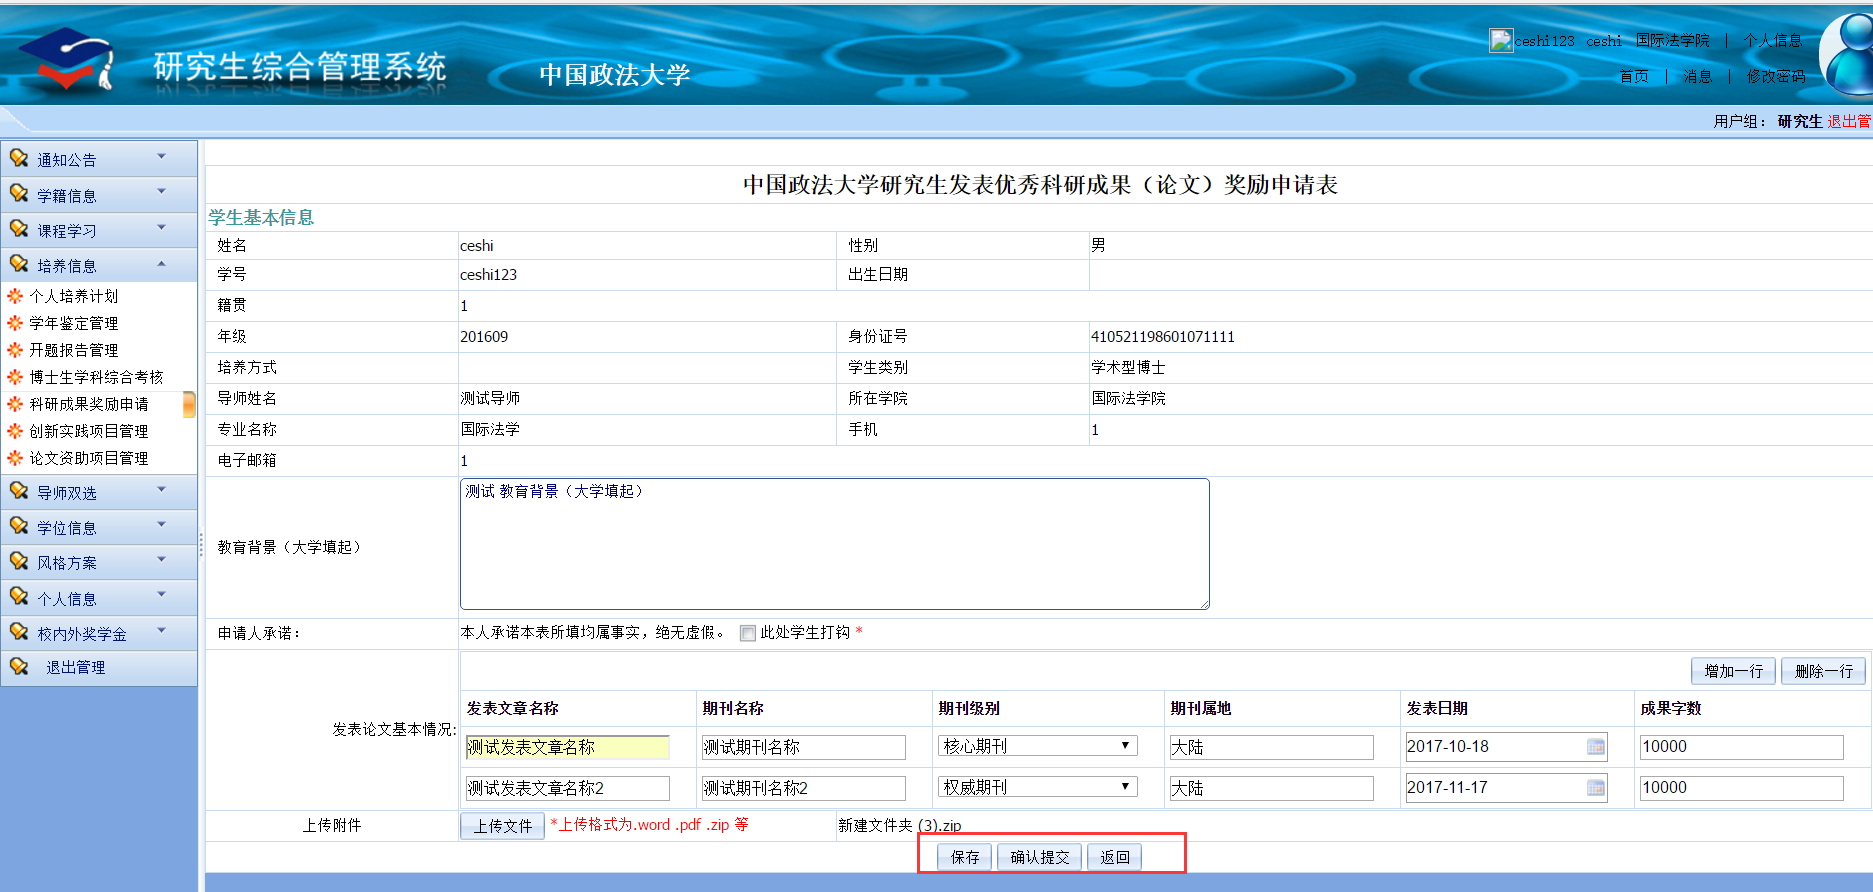 研究生综合管理系统
中国政法大学
ceshi123 ceshi 国际法学院 | 个人信息
首页 | 消息 | 修改密码
用户组： 研究生 退出管
通知公告
学籍信息
课程学习
培养信息
个人培养计划
学年鉴定管理
开题报告管理
博士生学科综合考核
科研成果奖励申请
创新实践项目管理
论文资助项目管理
导师双选
学位信息
风格方案
个人信息
校内外奖学金
退出管理
中国政法大学研究生发表优秀科研成果（论文）奖励申请表
学生基本信息
姓名 ceshi 性别 男
学号 ceshi123 出生日期
籍贯 1
年级 201609 身份证号 410521198601071111
培养方式 学生类别 学术型博士
导师姓名 测试导师 所在学院 国际法学院
专业名称 国际法学 手机 1
电子邮箱 1
教育背景（大学填起） 测试 教育背景（大学填起）
申请人承诺： 本人承诺本表所填均属事实，绝无虚假。 此处学生打钩 *
增加一行 删除一行
发表论文基本情况:
发表文章名称 期刊名称 期刊级别 期刊属地 发表日期 成果字数
测试发表文章名称 测试期刊名称 核心期刊 大陆 2017-10-18 10000
测试发表文章名称2 测试期刊名称2 权威期刊 大陆 2017-11-17 10000
上传附件 上传文件 *上传格式为.word .pdf .zip 等 新建文件夹 (3).zip
保存 确认提交 返回